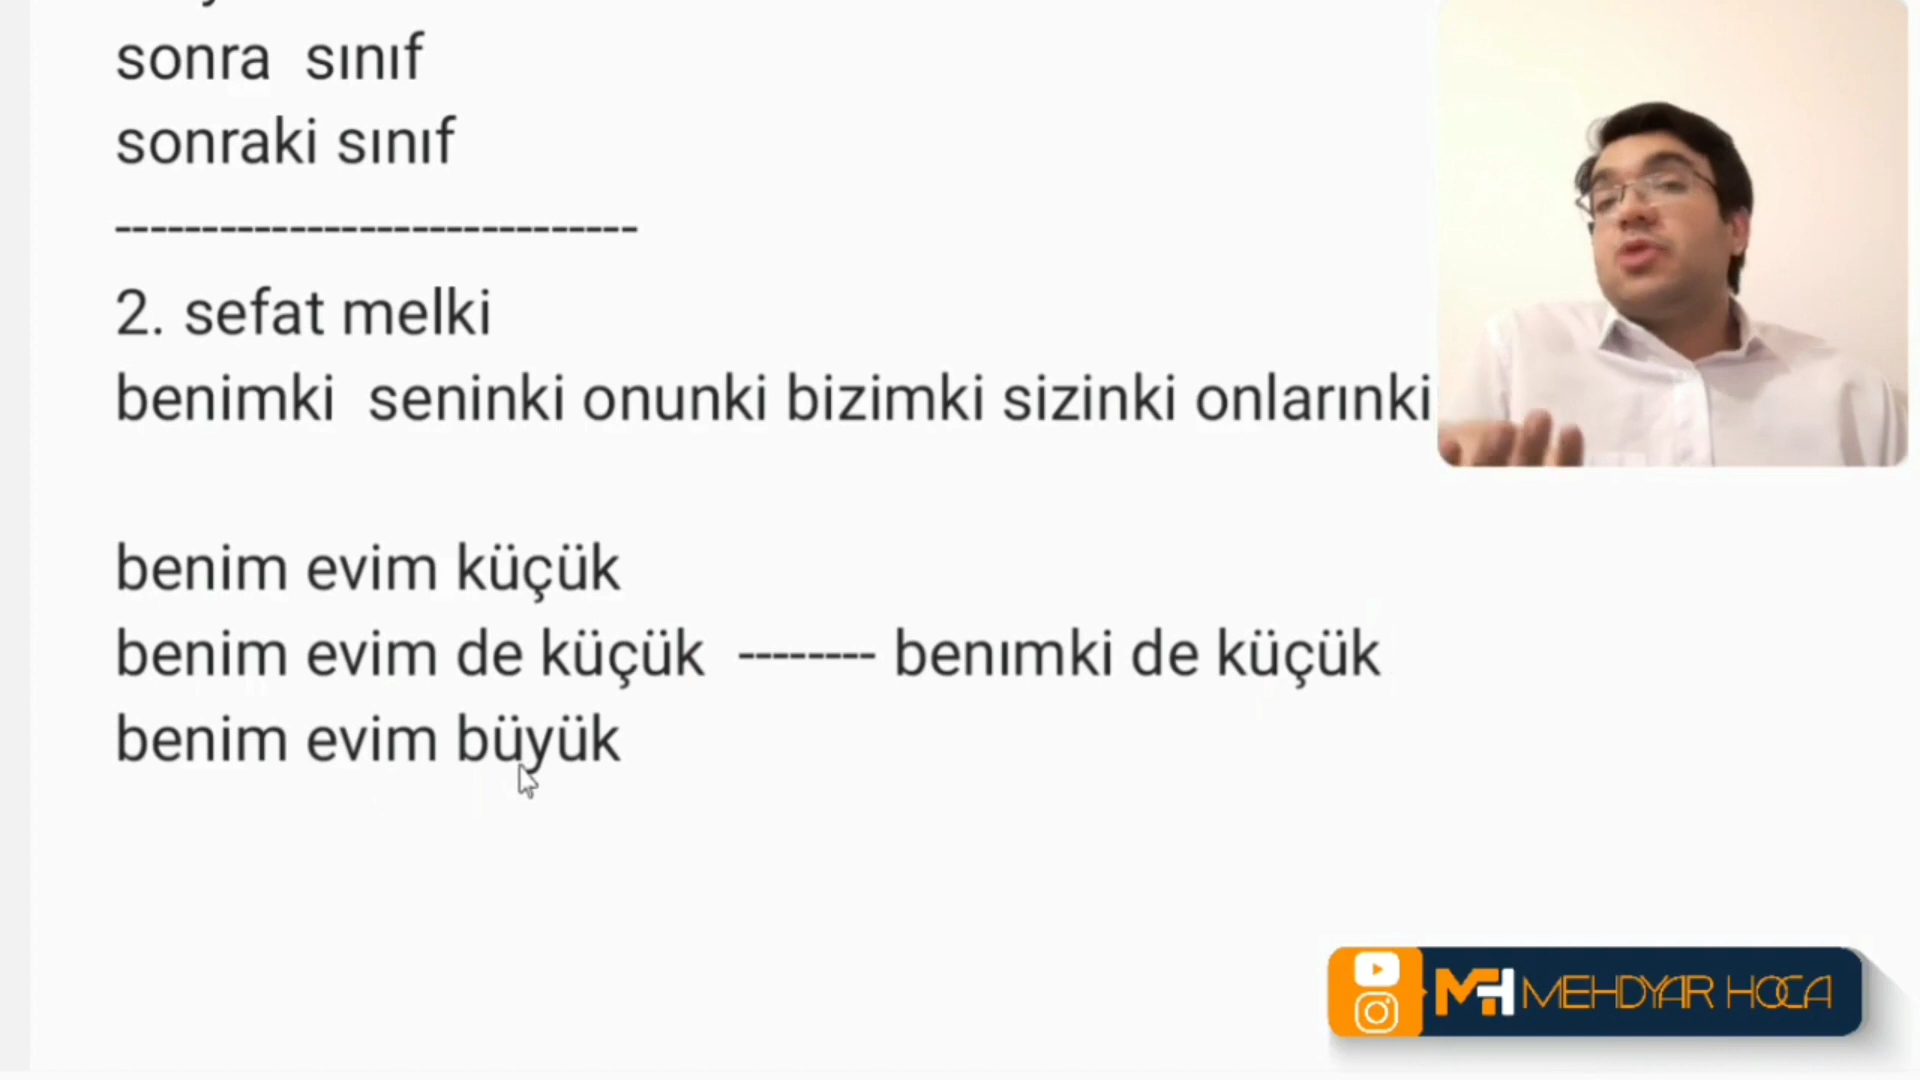 sonra sınıf
sonraki sınıf
------------------------------
2. sefat melki
benimki seninki onunki bizimki sizinki onlarınki
benim evim küçük
benim evim de küçük -------- benımki de küçük
benim evim büyük
MH MEHDYAR HOCA